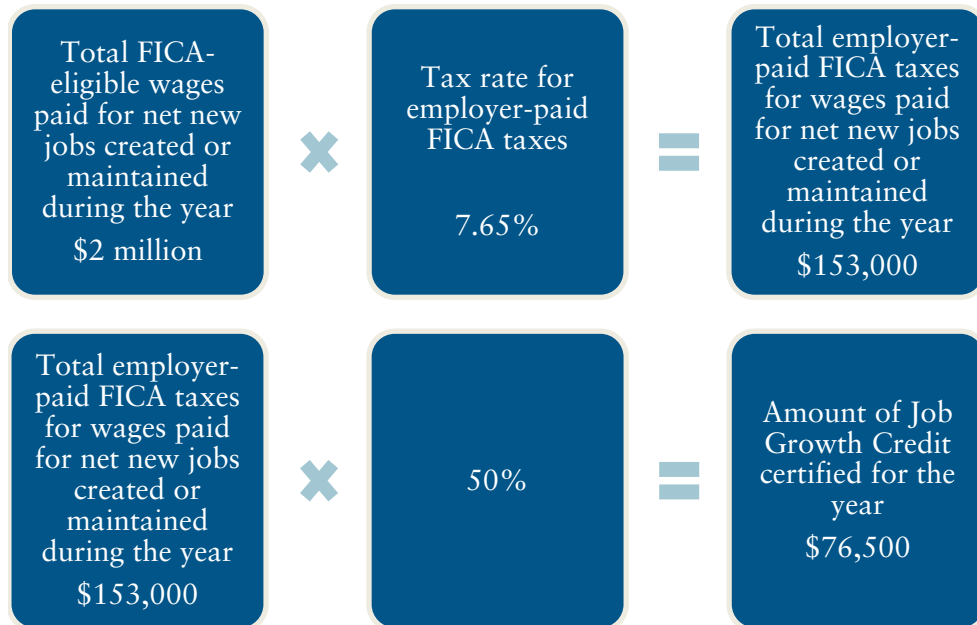 Total FICA-
eligible wages
paid for net new
jobs created or
maintained
during the year
$2 million
Tax rate for
employer-paid
FICA taxes
7.65%
Total employer-
paid FICA taxes
for wages paid
for net new jobs
created or
maintained
during the year
$153,000
Total employer-
paid FICA taxes
for wages paid
for net new jobs
created or
maintained
during the year
$153,000
50%
Amount of Job
Growth Credit
certified for the
year
$76,500